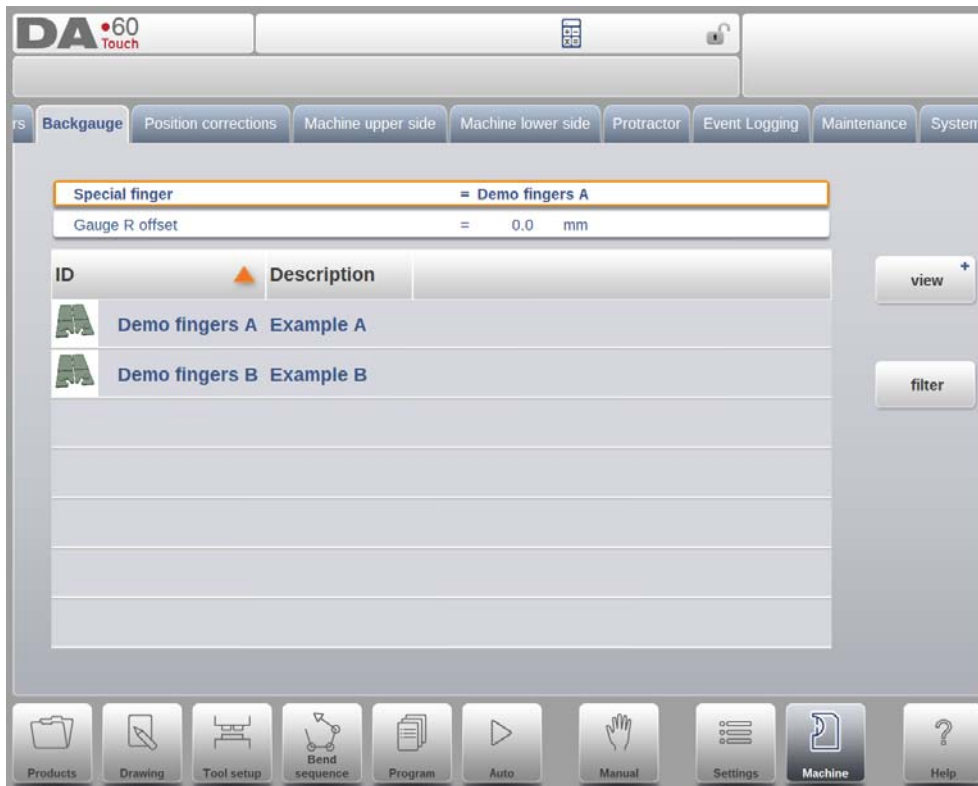 DA•60
Touch
rs Backgauge Position corrections Machine upper side Machine lower side Protractor Event Logging Maintenance System
Special finger = Demo fingers A
Gauge R offset = 0.0 mm
ID Description
view +
Demo fingers A Example A
Demo fingers B Example B
filter
Products Drawing Tool setup Bend sequence Program Auto Manual Settings Machine Help